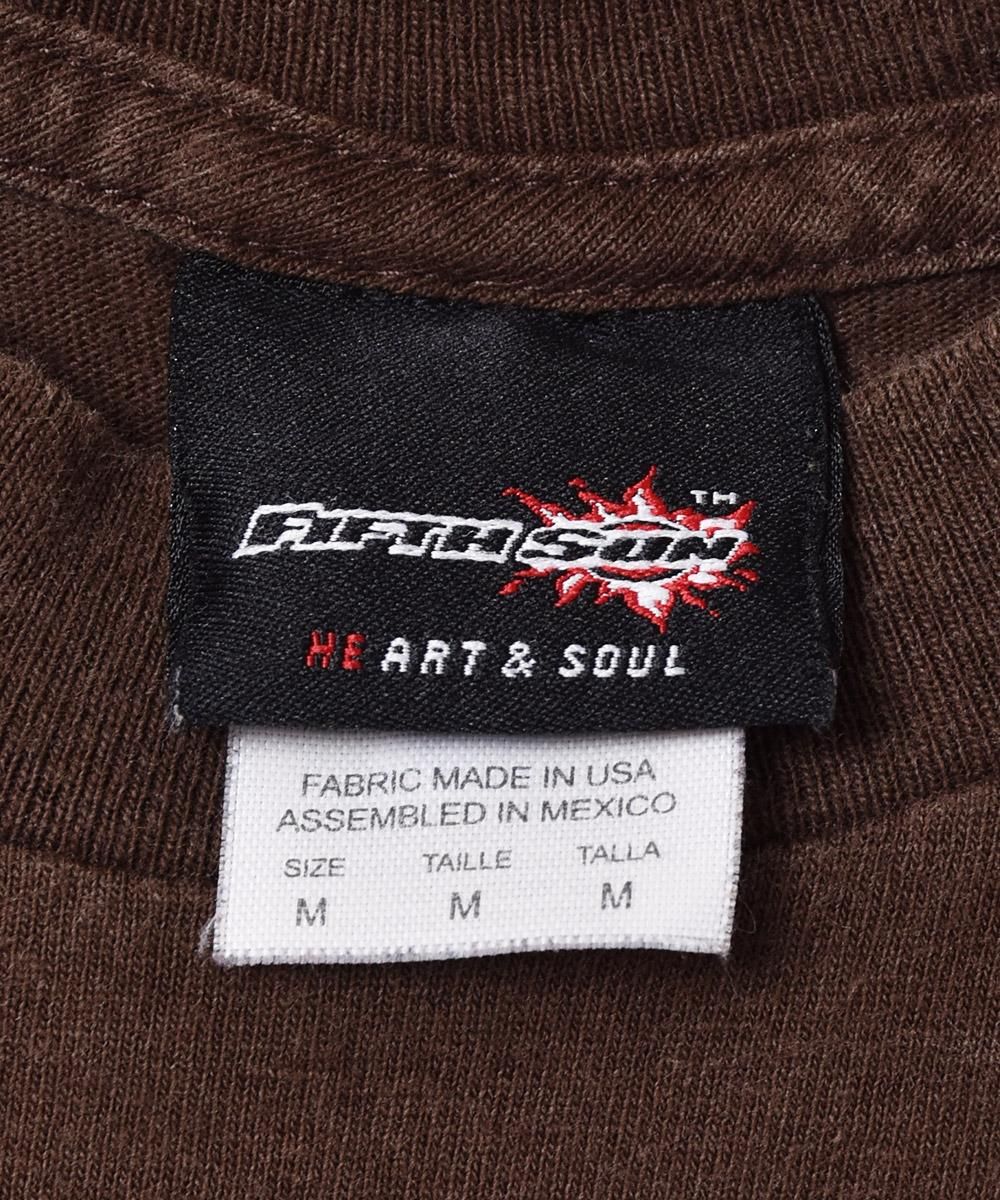 FIFTH SUN TM
HEART & SOUL
FABRIC MADE IN USA
ASSEMBLED IN MEXICO
SIZE TAILLE TALLA
M M M